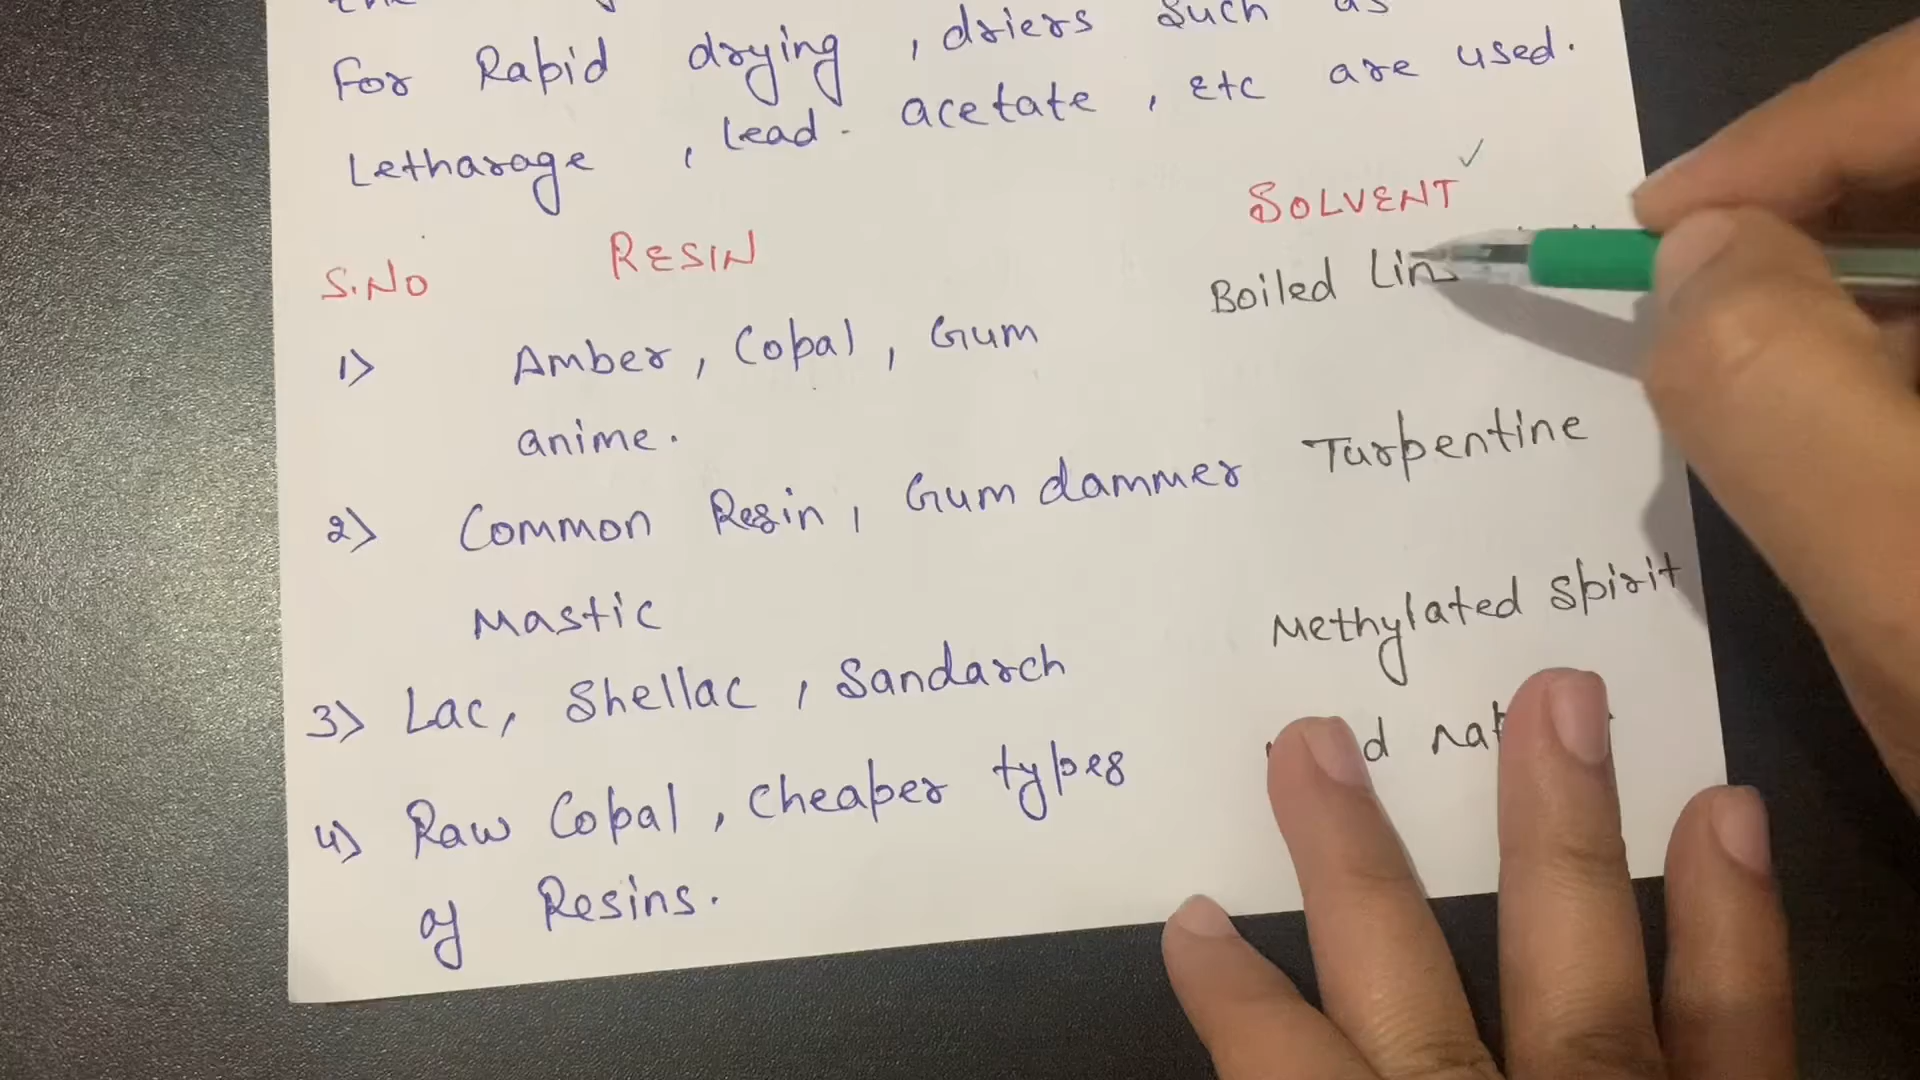 For Rapid drying , driers such as
Letharage , lead - acetate , Etc are used.
S.No RESIN SOLVENT
1) Amber, Copal, Gum Boiled
anime.
2) Common Resin, Gum dammer Turpentine
Mastic
3) Lac, Shellac, Sandarch Methylated spirit
4) Raw Copal, cheaper types
of Resins.